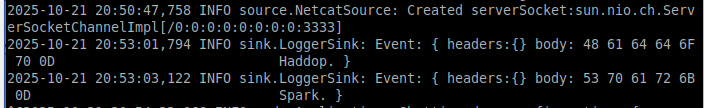 2025-10-21 20:50:47,758 INFO source.NetcatSource: Created serverSocket:sun.nio.ch.Serv
erSocketChannelImpl[/0:0:0:0:0:0:0:0:3333]
2025-10-21 20:53:01,794 INFO sink.LoggerSink: Event: { headers:{} body: 48 61 64 64 6F
70 0D                Haddop. }
2025-10-21 20:53:03,122 INFO sink.LoggerSink: Event: { headers:{} body: 53 70 61 72 6B
0D                   Spark. }